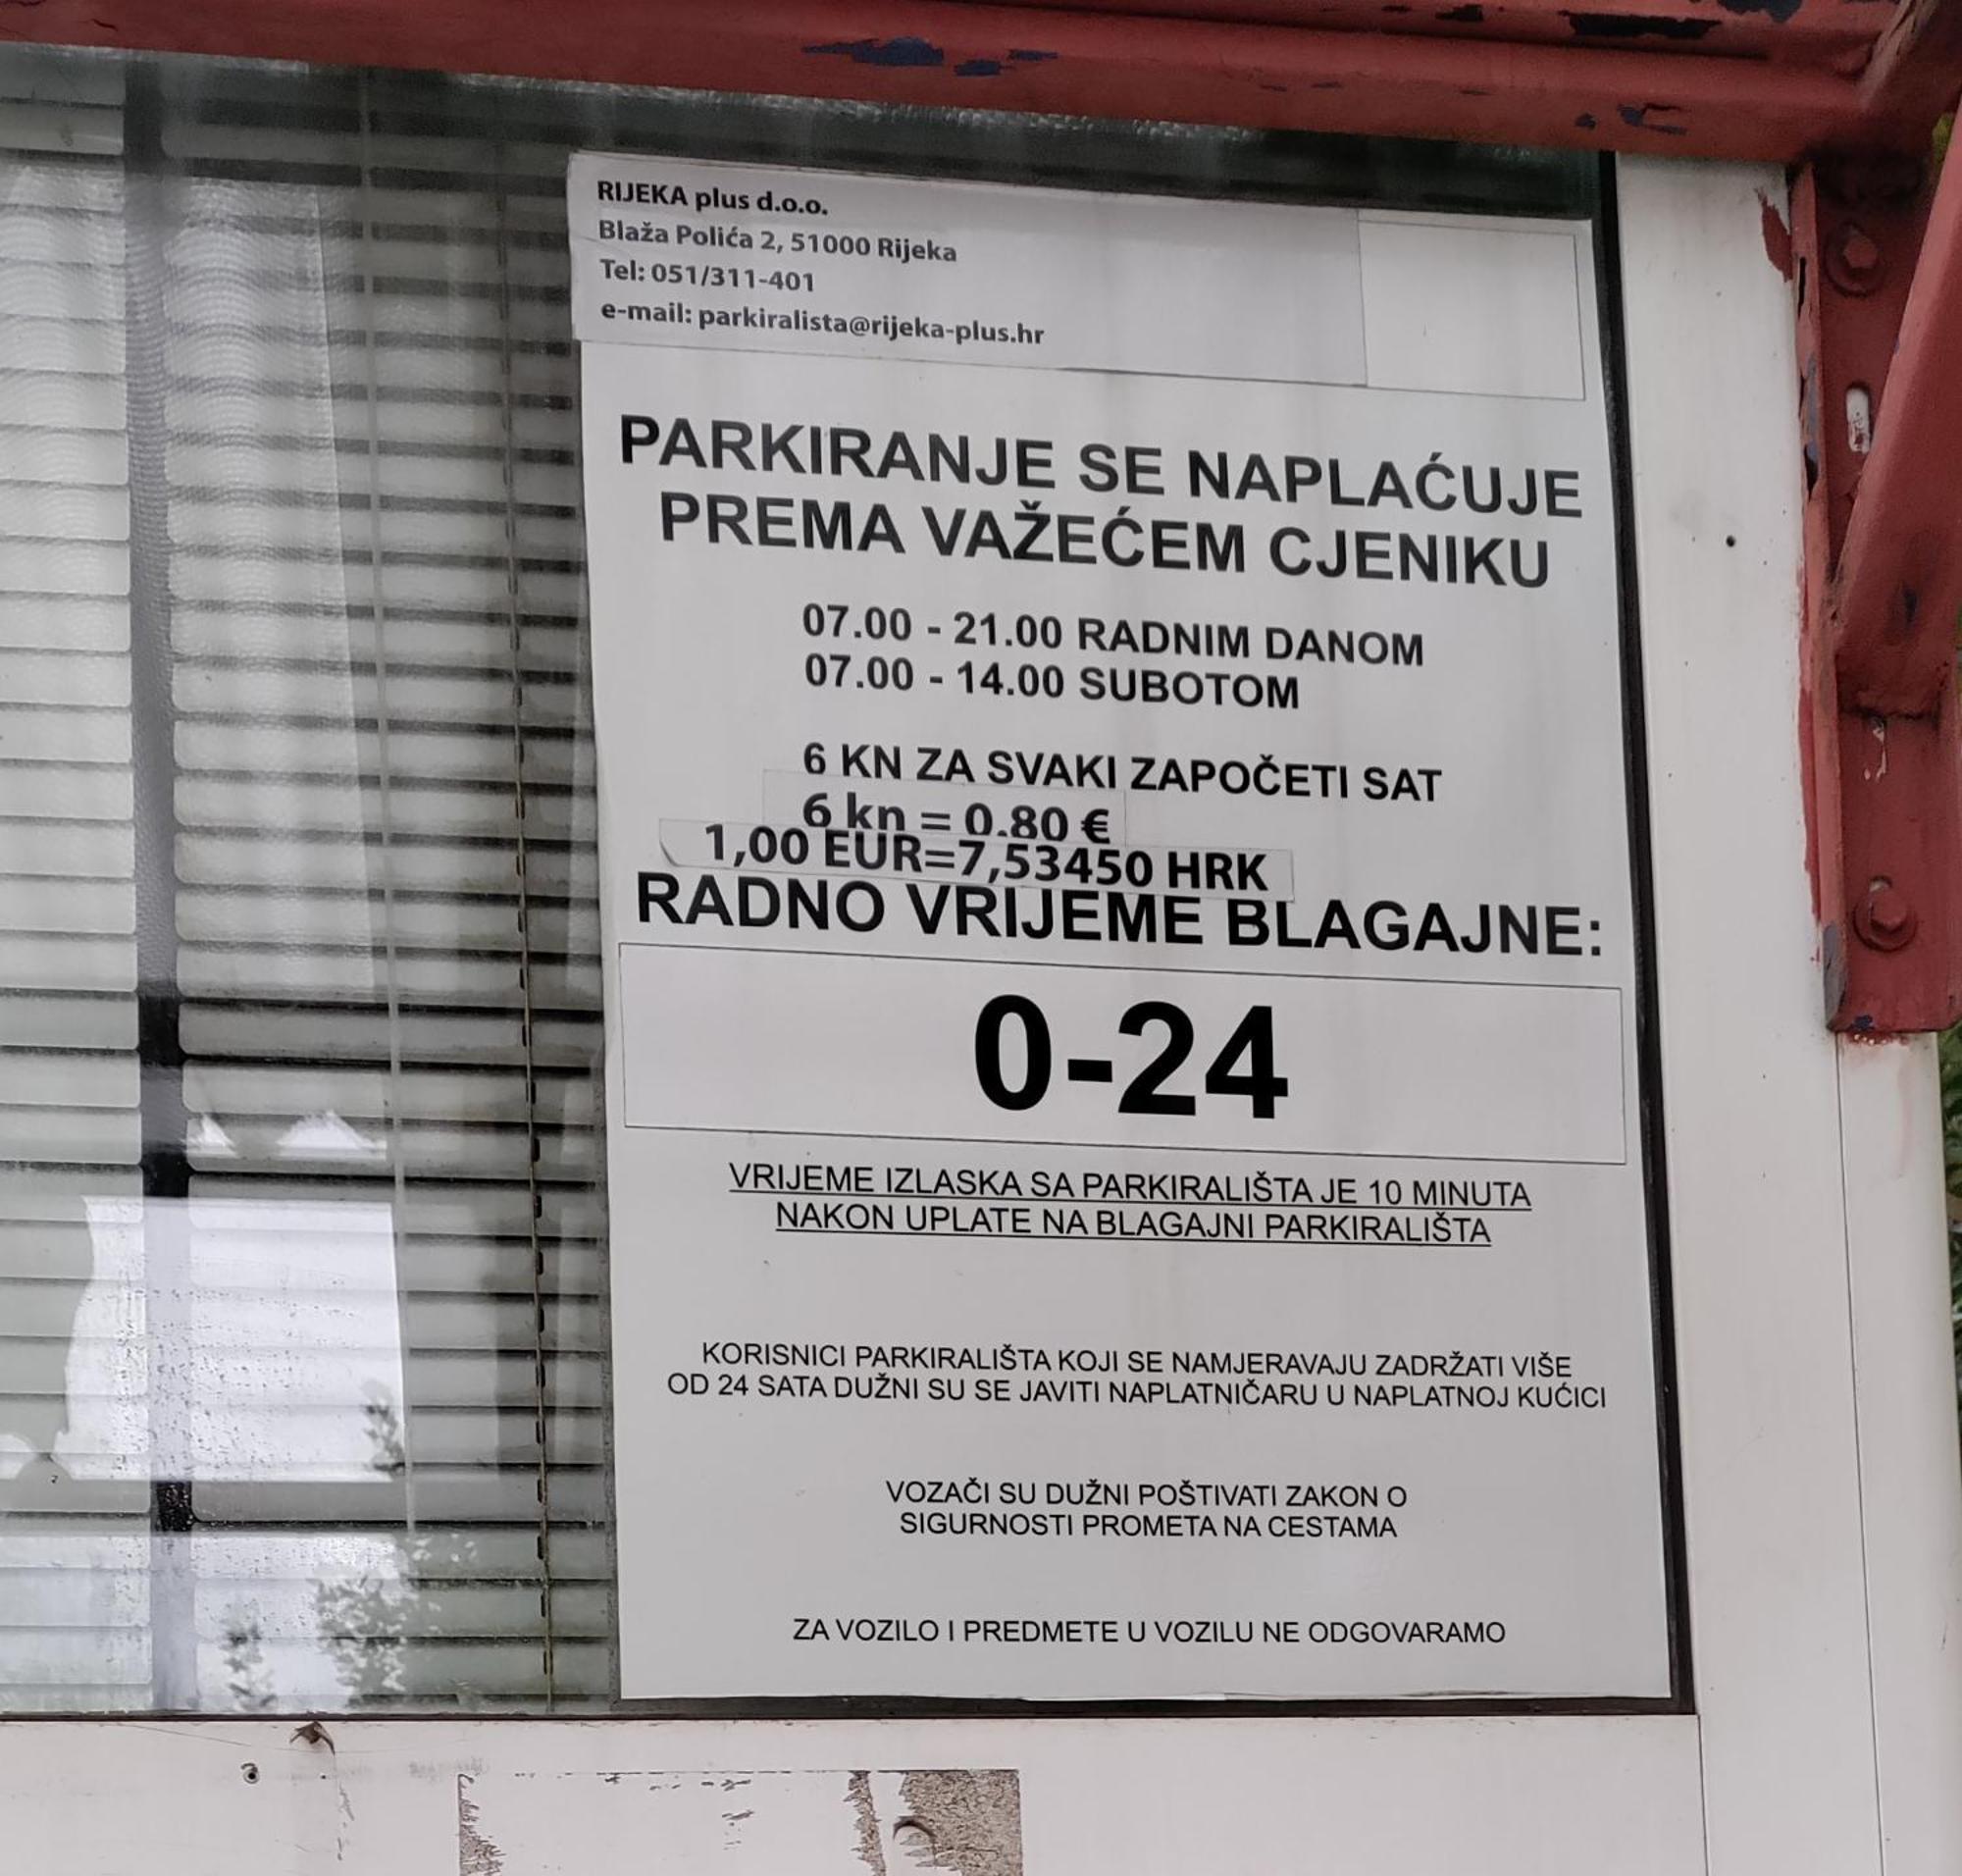 RIJEKA plus d.o.o.
Blaža Polića 2, 51000 Rijeka
Tel: 051/311-401
e-mail: parkiralista@rijeka-plus.hr
PARKIRANJE SE NAPLAĆUJE
PREMA VAŽEĆEM CJENIKU
07.00 - 21.00 RADNIM DANOM
07.00 - 14.00 SUBOTOM
6 KN ZA SVAKI ZAPOČETI SAT
6 kn = 0.80 €
1,00 EUR=7,53450 HRK
RADNO VRIJEME BLAGAJNE:
0-24
VRIJEME IZLASKA SA PARKIRALIŠTA JE 10 MINUTA
NAKON UPLATE NA BLAGAJNI PARKIRALIŠTA
KORISNICI PARKIRALIŠTA KOJI SE NAMJERAVAJU ZADRŽATI VIŠE
OD 24 SATA DUŽNI SU SE JAVITI NAPLATNIČARU U NAPLATNOJ KUĆICI
VOZAČI SU DUŽNI POŠTIVATI ZAKON O
SIGURNOSTI PROMETA NA CESTAMA
ZA VOZILO I PREDMETE U VOZILU NE ODGOVARAMO